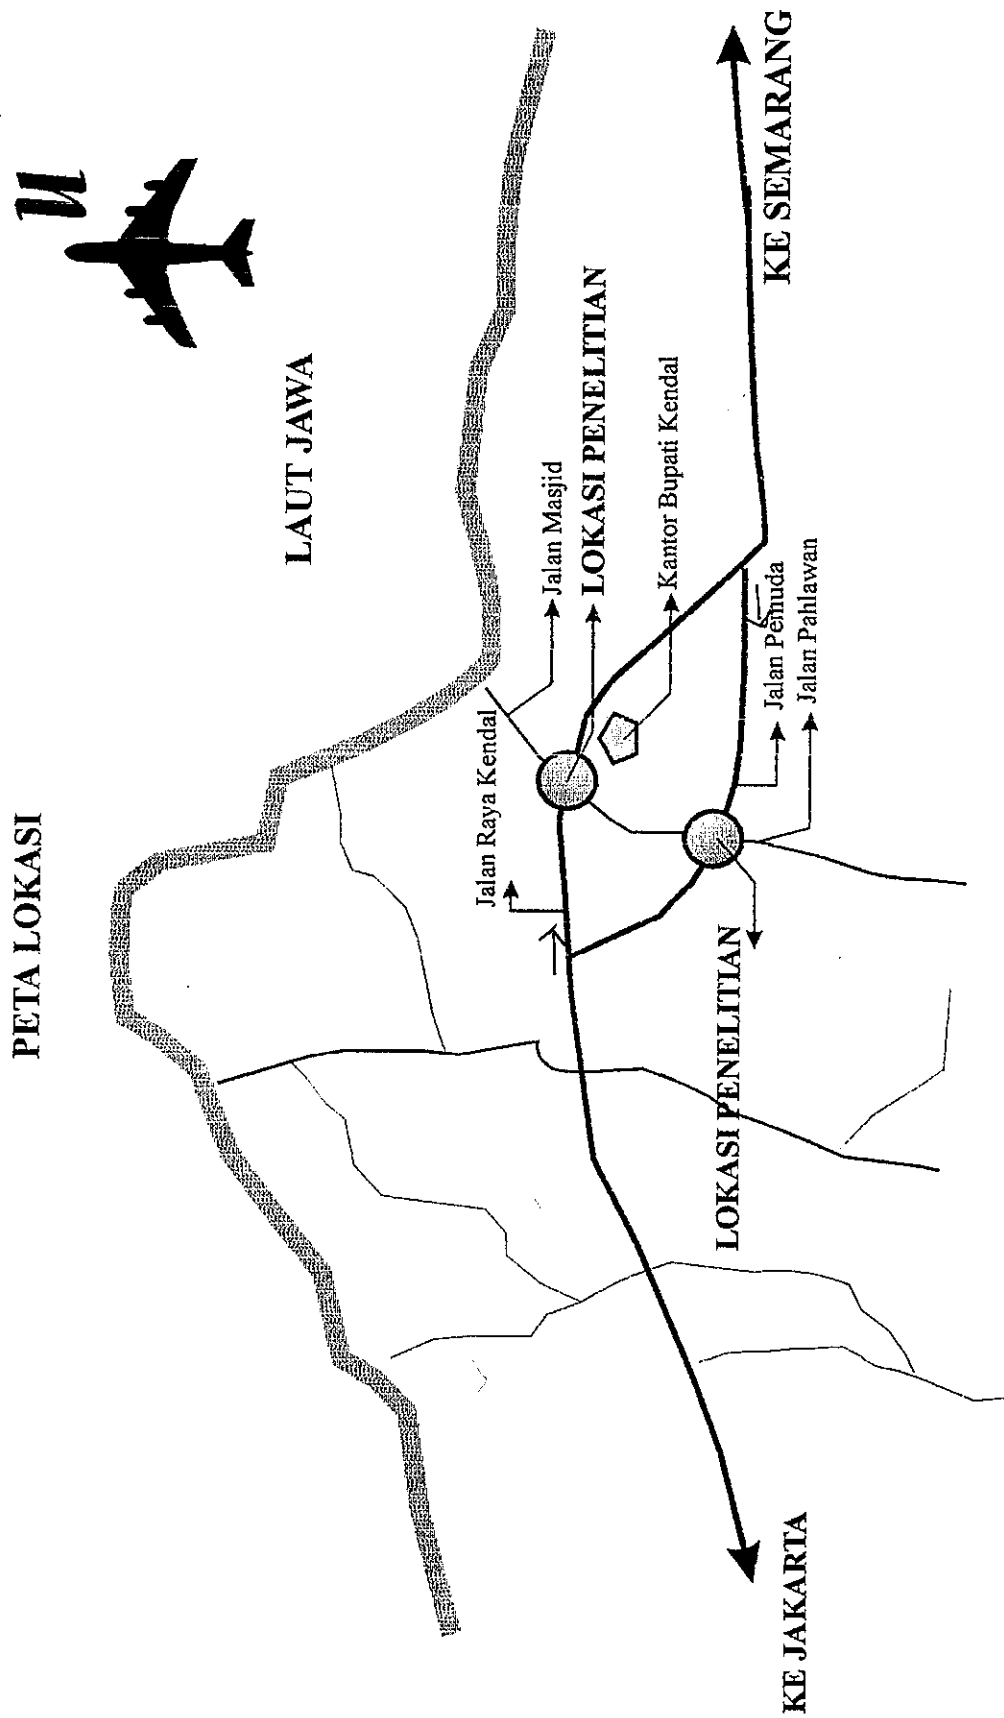 PETA LOKASI
u
LAUT JAWA
Jalan Masjid
LOKASI PENELITIAN
Jalan Raya Kendal
Kantor Bupati Kendal
Jalan Pemuda
Jalan Pahlawan
LOKASI PENELITIAN
KE SEMARANG
KE JAKARTA